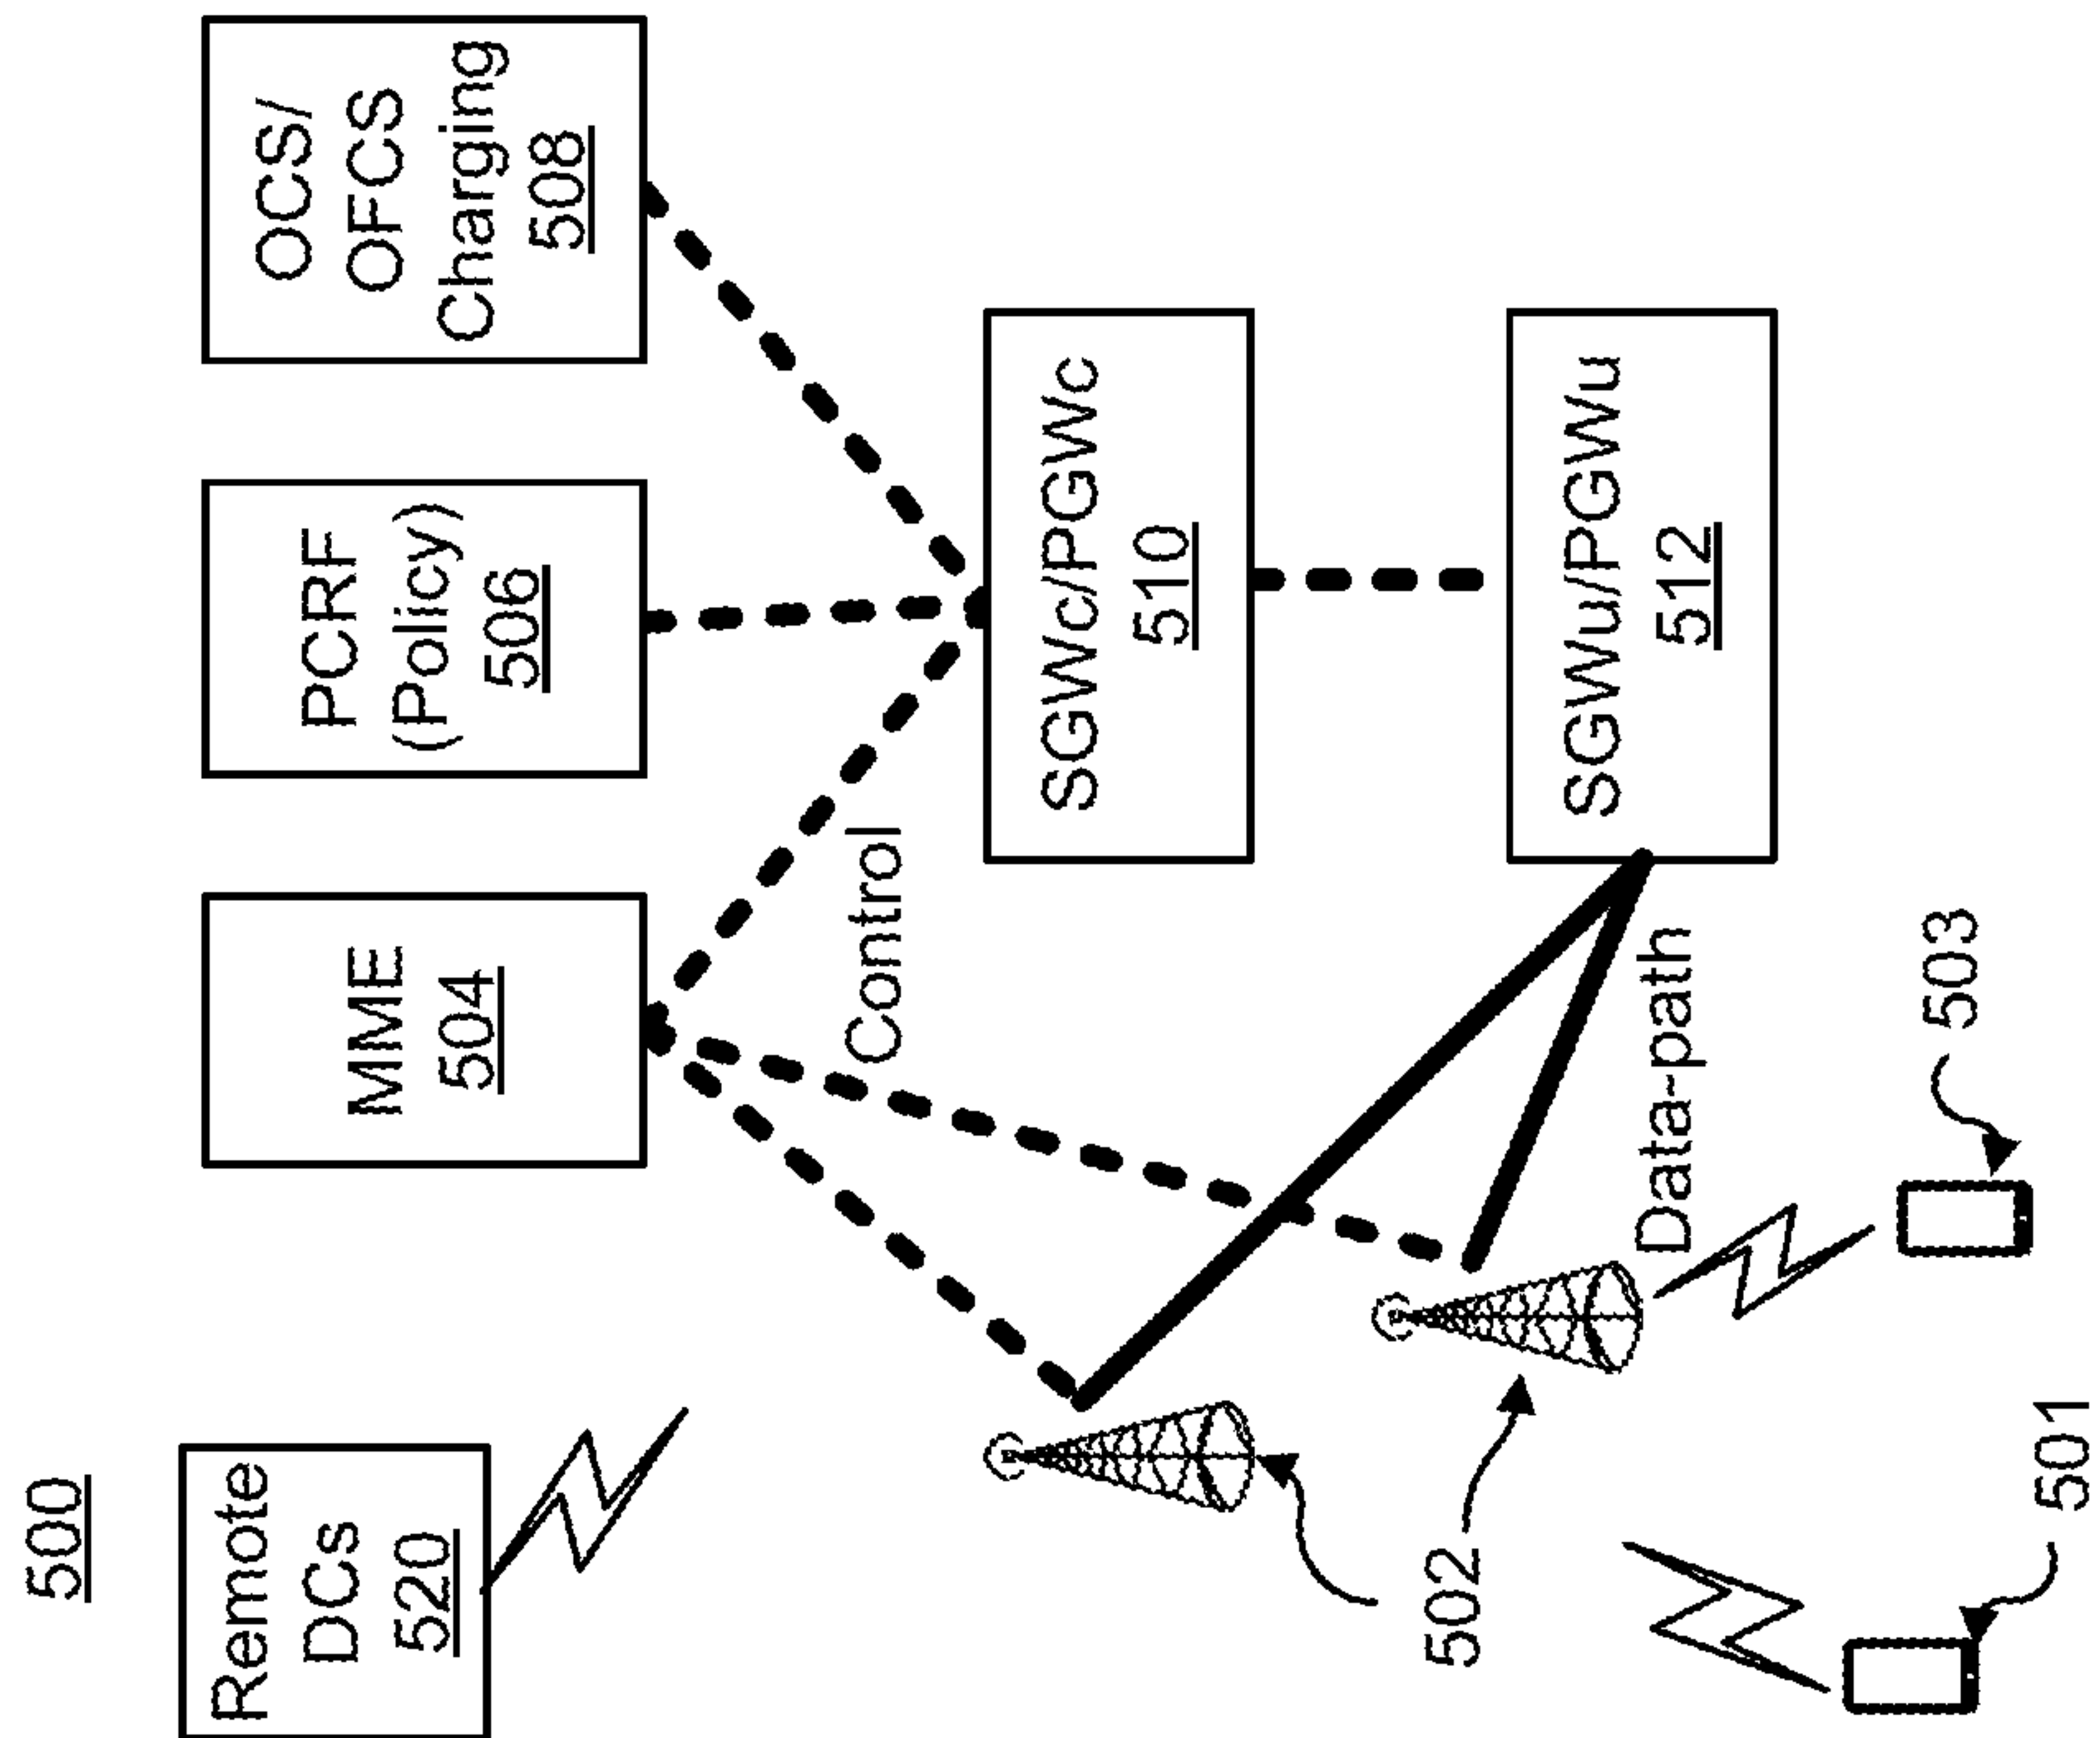 500
Remote
DCs
520
MME
504
PCRF
(Policy)
506
OCS/
OFCS
Charging
508
Control
SGWc/PGWc
510
SGWu/PGWu
512
Data-path
502
503
501